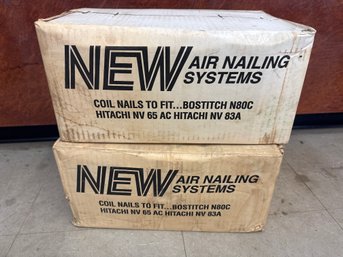 NEW AIR NAILING
SYSTEMS
COIL NAILS TO FIT...BOSTITCH N80C
HITACHI NV 65 AC HITACHI NV 83A
NEW AIR NAILING
SYSTEMS
COIL NAILS TO FIT...BOSTITCH N80C
HITACHI NV 65 AC HITACHI NV 83A